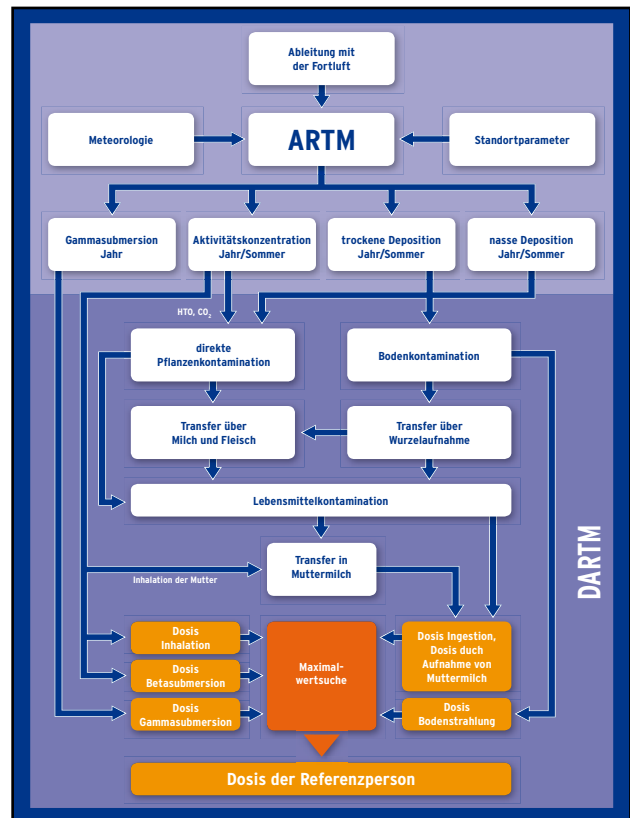 Ableitung mit
der Fortluft
Meteorologie
ARTM
Standortparameter
Gammasubmersion
Jahr
Aktivitätskonzentration
Jahr/Sommer
trockene Deposition
Jahr/Sommer
nasse Deposition
Jahr/Sommer
HTO, CO₂
direkte
Pflanzenkontamination
Bodenkontamination
Transfer über
Milch und Fleisch
Transfer über
Wurzelaufnahme
Lebensmittelkontamination
Transfer in
Muttermilch
Inhalation der Mutter
DARTM
Dosis
Inhalation
Dosis
Betasubmersion
Dosis
Gammasubmersion
Maximal-
wertsuche
Dosis Ingestion,
Dosis duch
Aufnahme von
Muttermilch
Dosis
Bodenstrahlung
Dosis der Referenzperson